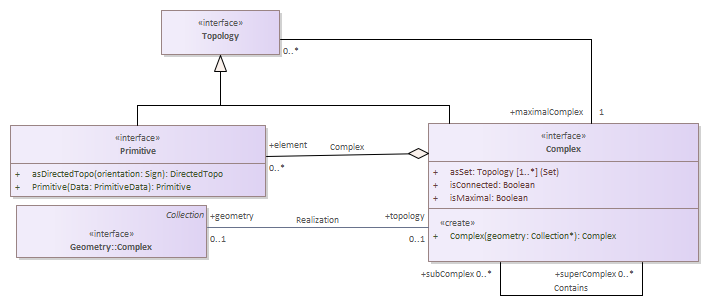 «interface»
Topology
0..*
+maximalComplex 1
«interface»
Primitive
+ asDirectedTopo(orientation: Sign): DirectedTopo
+ Primitive(Data: PrimitiveData): Primitive
+element
0..*
Complex
«interface»
Complex
+ asSet: Topology [1..*] {Set}
+ isConnected: Boolean
+ isMaximal: Boolean
«create»
+ Complex(geometry: Collection*): Complex
Collection
«interface»
Geometry::Complex
+geometry
0..1
Realization
+topology
0..1
+subComplex 0..*
+superComplex 0..*
Contains